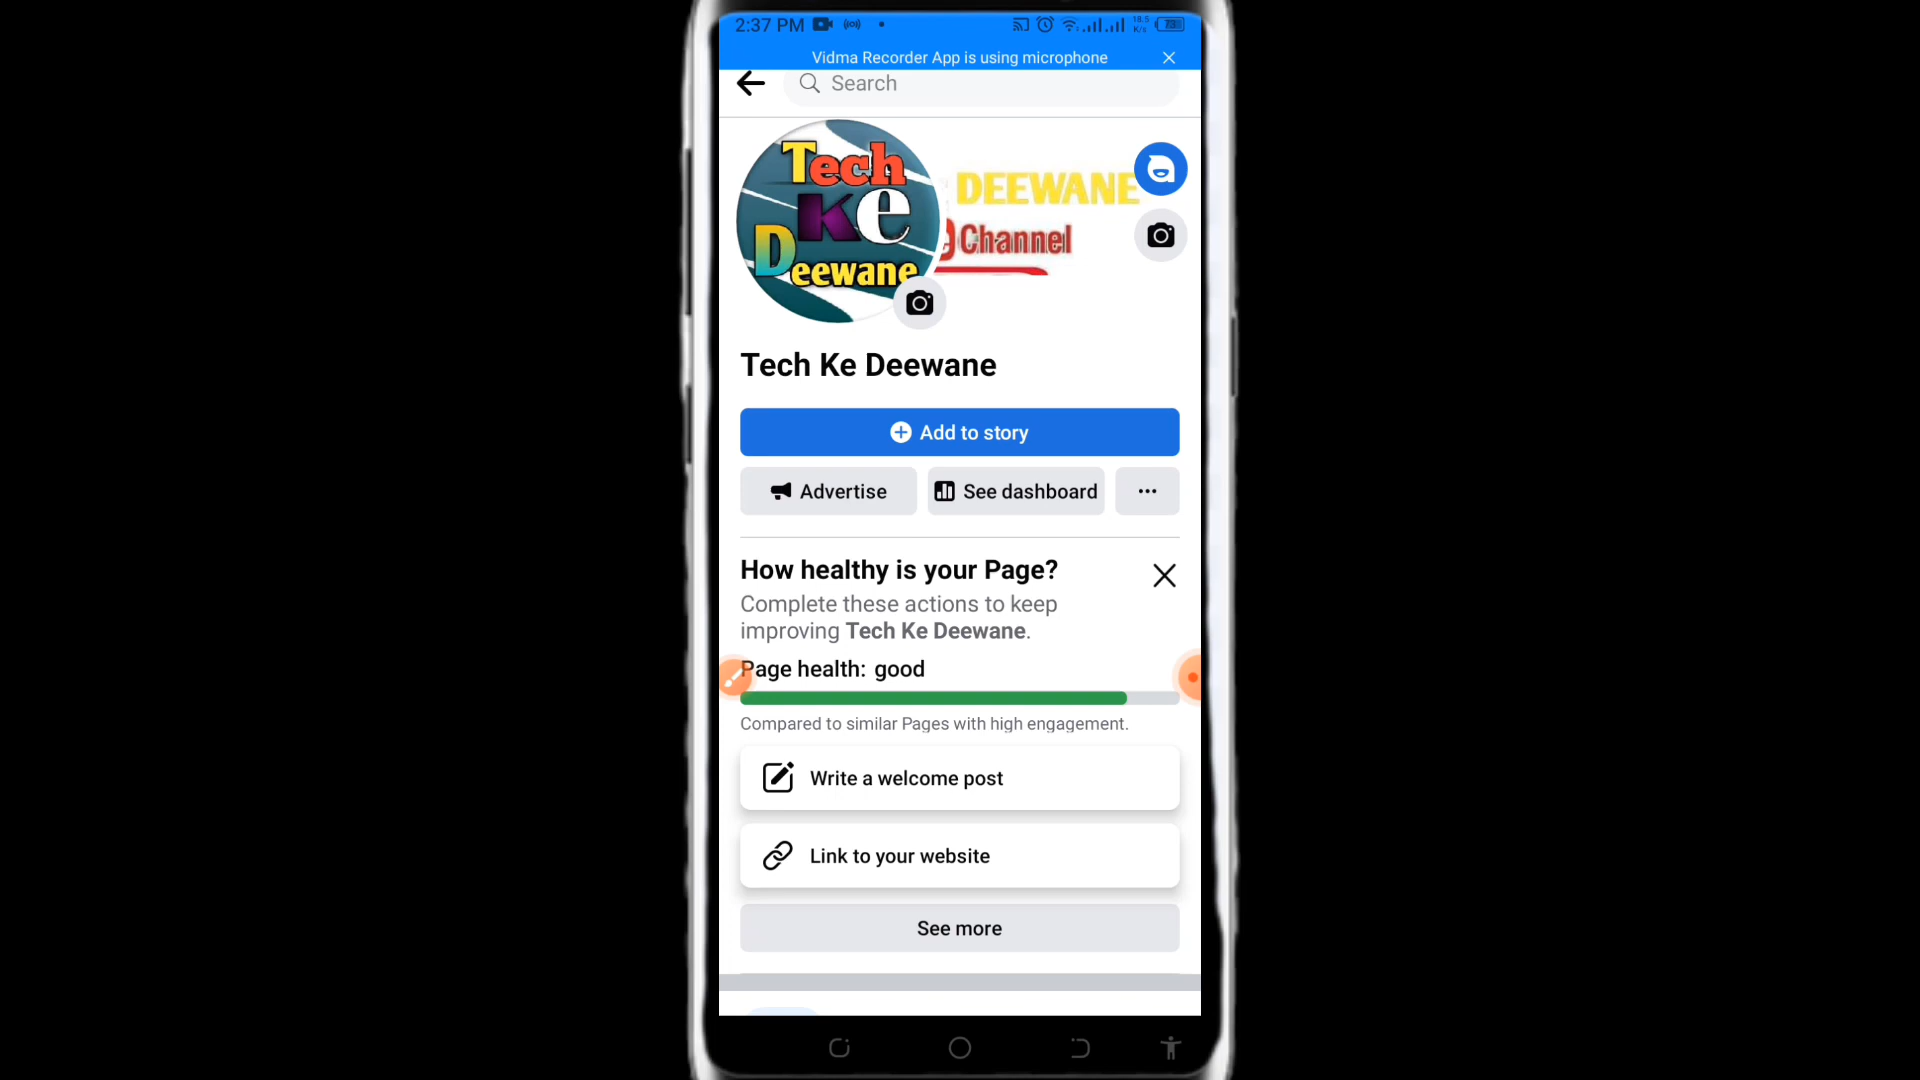 2:37 PM
18.5
K/s
Vidma Recorder App is using microphone
Search
Tech
Ke
Deewane
DEEWANE
Channel
Tech Ke Deewane
Add to story
Advertise
See dashboard
How healthy is your Page?
Complete these actions to keep
improving Tech Ke Deewane.
Page health: good
Compared to similar Pages with high engagement.
Write a welcome post
Link to your website
See more